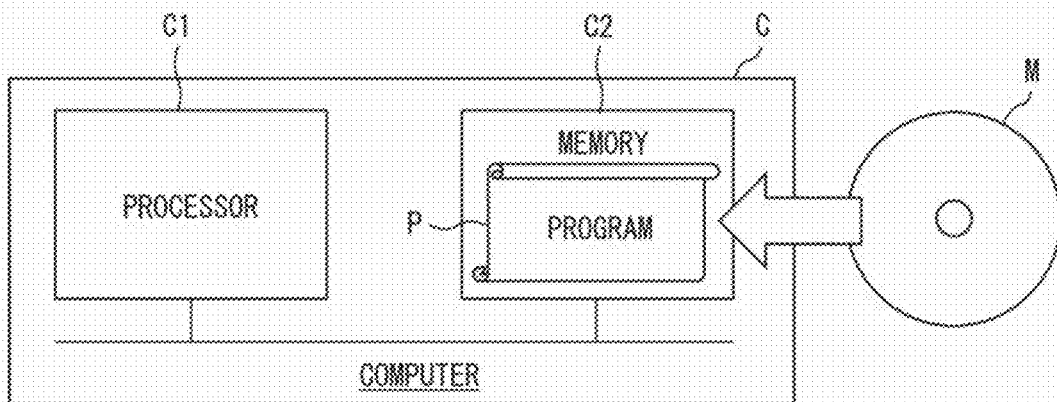 C1
C2
C
M
MEMORY
PROCESSOR
P
PROGRAM
COMPUTER